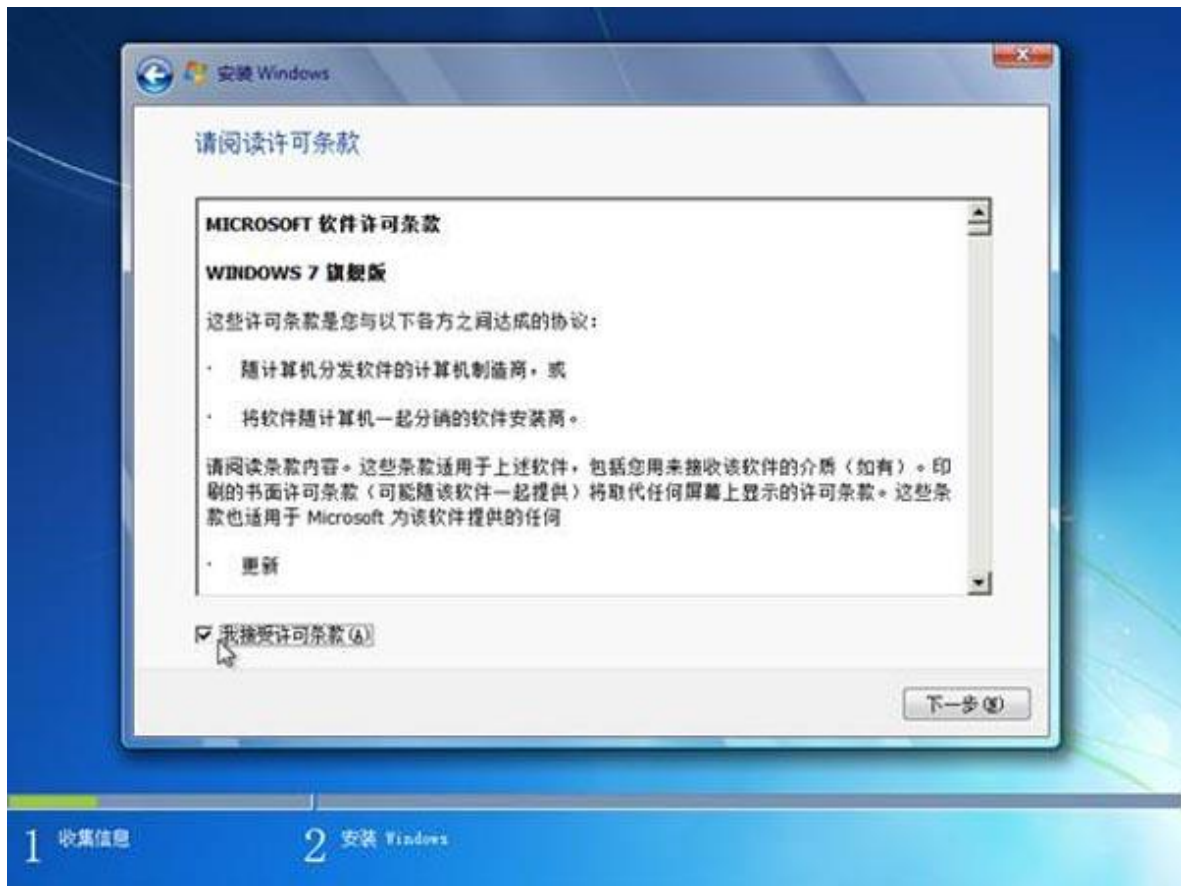 安装 Windows
请阅读许可条款
MICROSOFT 软件许可条款
WINDOWS 7 旗舰版
这些许可条款是您与以下各方之间达成的协议：
· 随计算机分发软件的计算机制造商，或
· 将软件随计算机一起分销的软件安装商。
请阅读条款内容。这些条款适用于上述软件，包括您用来接收该软件的介质（如有）。印
刷的书面许可条款（可能随该软件一起提供）将取代任何屏幕上显示的许可条款。这些条
款也适用于 Microsoft 为该软件提供的任何
· 更新
我接受许可条款(A)
下一步(N)
1 收集信息
2 安装 Windows